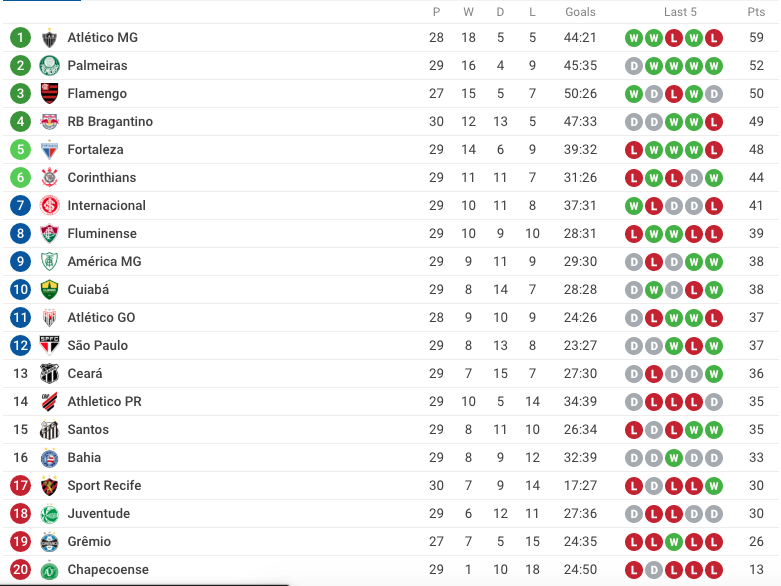 P W D L Goals Last 5 Pts
1 Atlético MG 28 18 5 5 44:21 W W L W L 59
2 Palmeiras 29 16 4 9 45:35 D W W W W 52
3 Flamengo 27 15 5 7 50:26 W D L W D 50
4 RB Bragantino 30 12 13 5 47:33 D D W W L 49
5 Fortaleza 29 14 6 9 39:32 L W W W L 48
6 Corinthians 29 11 11 7 31:26 L W L D W 44
7 Internacional 29 10 11 8 37:31 W L D D L 41
8 Fluminense 29 10 9 10 28:31 L W W L L 39
9 América MG 29 9 11 9 29:30 D L D W W 38
10 Cuiabá 29 8 14 7 28:28 D W D L W 38
11 Atlético GO 28 9 10 9 24:26 D L W W L 37
12 SPFC São Paulo 29 8 13 8 23:27 D D W L W 37
13 Ceará 29 7 15 7 27:30 D L D D W 36
14 Athletico PR 29 10 5 14 34:39 D L L L D 35
15 Santos 29 8 11 10 26:34 L D L W W 35
16 Bahia 29 8 9 12 32:39 D D W D D 33
17 Sport Recife 30 7 9 14 17:27 L D L L W 30
18 Juventude 29 6 12 11 27:36 D L L D D 30
19 Grêmio 27 7 5 15 24:35 L L W L L 26
20 Chapecoense 29 1 10 18 24:50 L D L L L 13